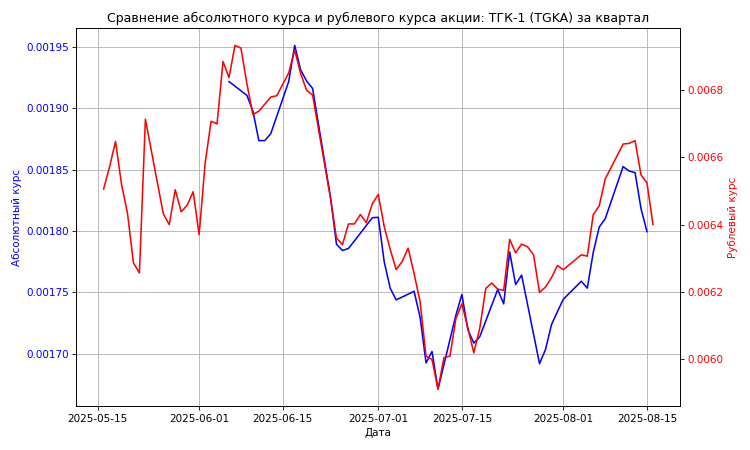 Сравнение абсолютного курса и рублевого курса акции: ТГК-1 (TGKA) за квартал
0.00195
0.00190
0.00185
0.00180
0.00175
0.00170
Абсолютный курс
0.0068
0.0066
0.0064
0.0062
0.0060
Рублевый курс
2025-05-15 2025-06-01 2025-06-15 2025-07-01 2025-07-15 2025-08-01 2025-08-15
Дата